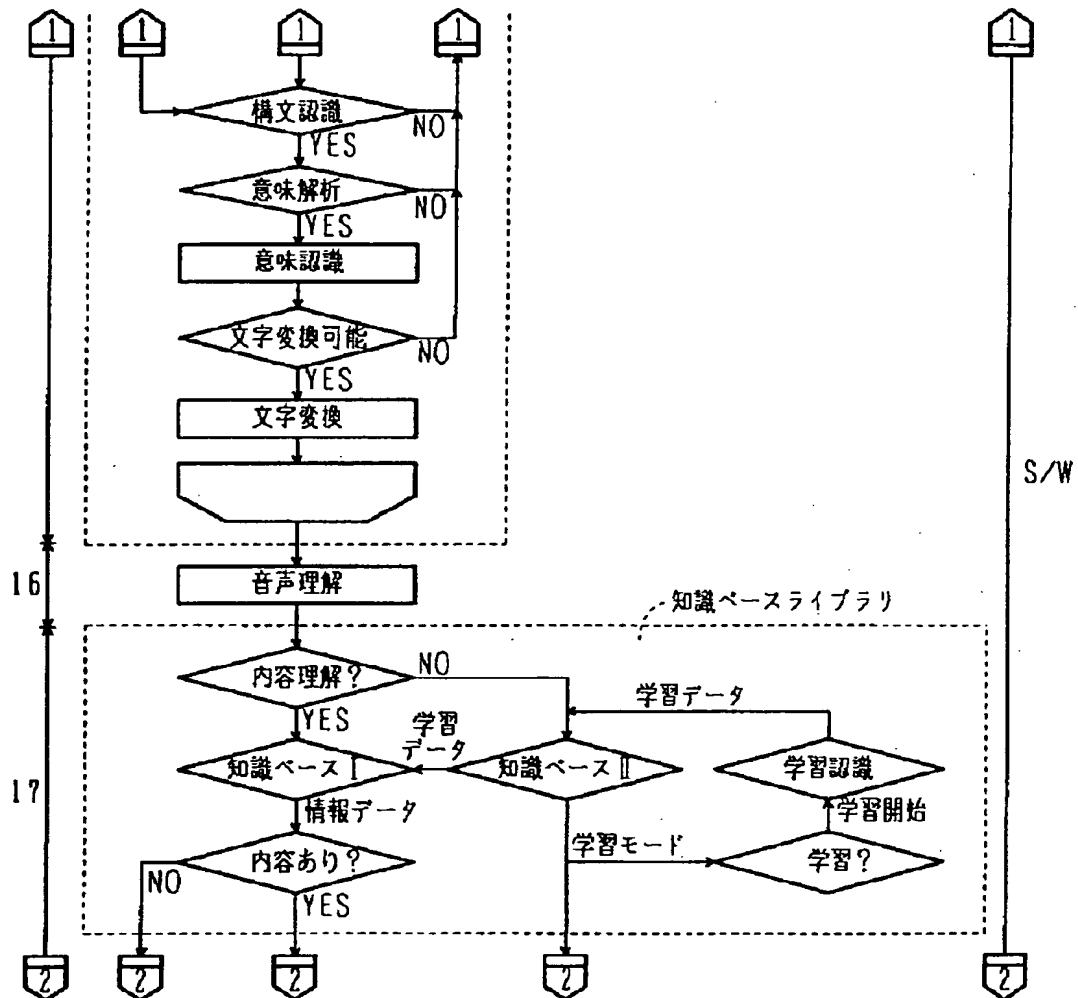 1 1 1 1 1
構文認識
NO
YES
意味解析
NO
YES
意味認識
文字変換可能
NO
YES
文字変換
S/W
16
音声理解
知識ベースライブラリ
内容理解?
NO
YES
学習データ
学習
データ
知識ベースⅠ
知識ベースⅡ
学習認識
17
情報データ
学習開始
学習モード
内容あり?
学習?
NO
YES
2 2 2 2 2